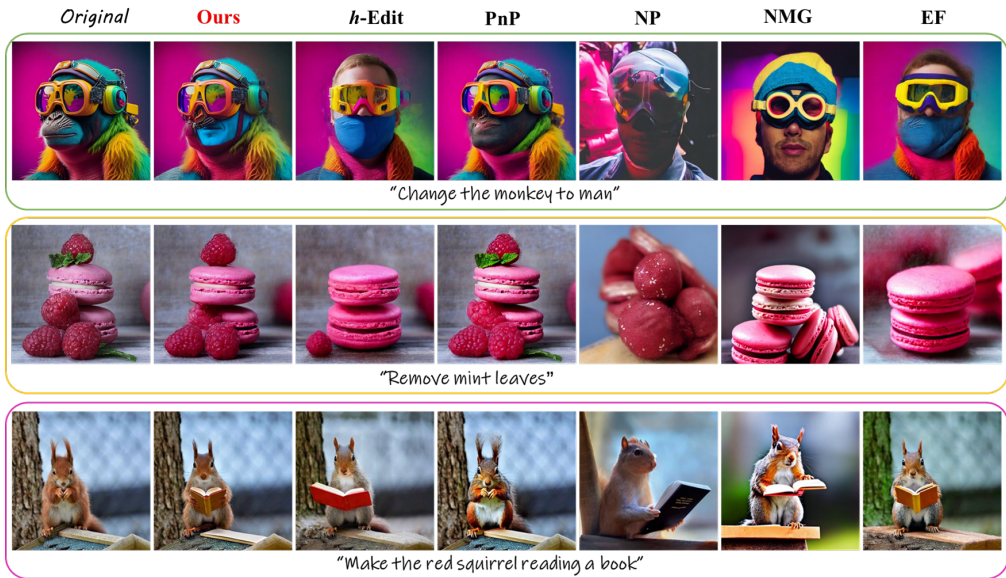 Original Ours h-Edit PnP NP NMG EF
"Change the monkey to man"
"Remove mint leaves"
"Make the red squirrel reading a book"